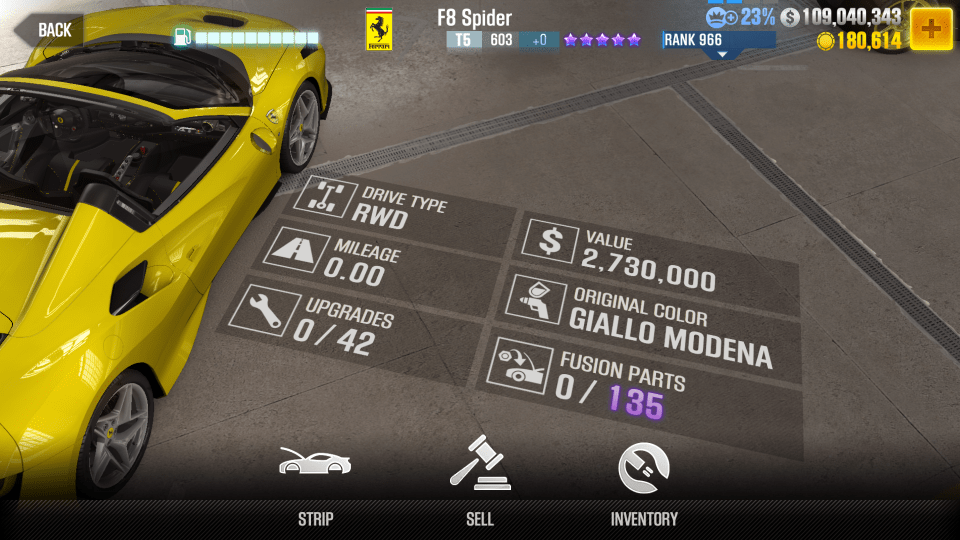 BACK
Ferrari
F8 Spider
T5 603 +0
RANK 966
23%
109,040,343
180,614
DRIVE TYPE
RWD
MILEAGE
0.00
UPGRADES
0 / 42
VALUE
2,730,000
ORIGINAL COLOR
GIALLO MODENA
FUSION PARTS
0 / 135
STRIP
SELL
INVENTORY